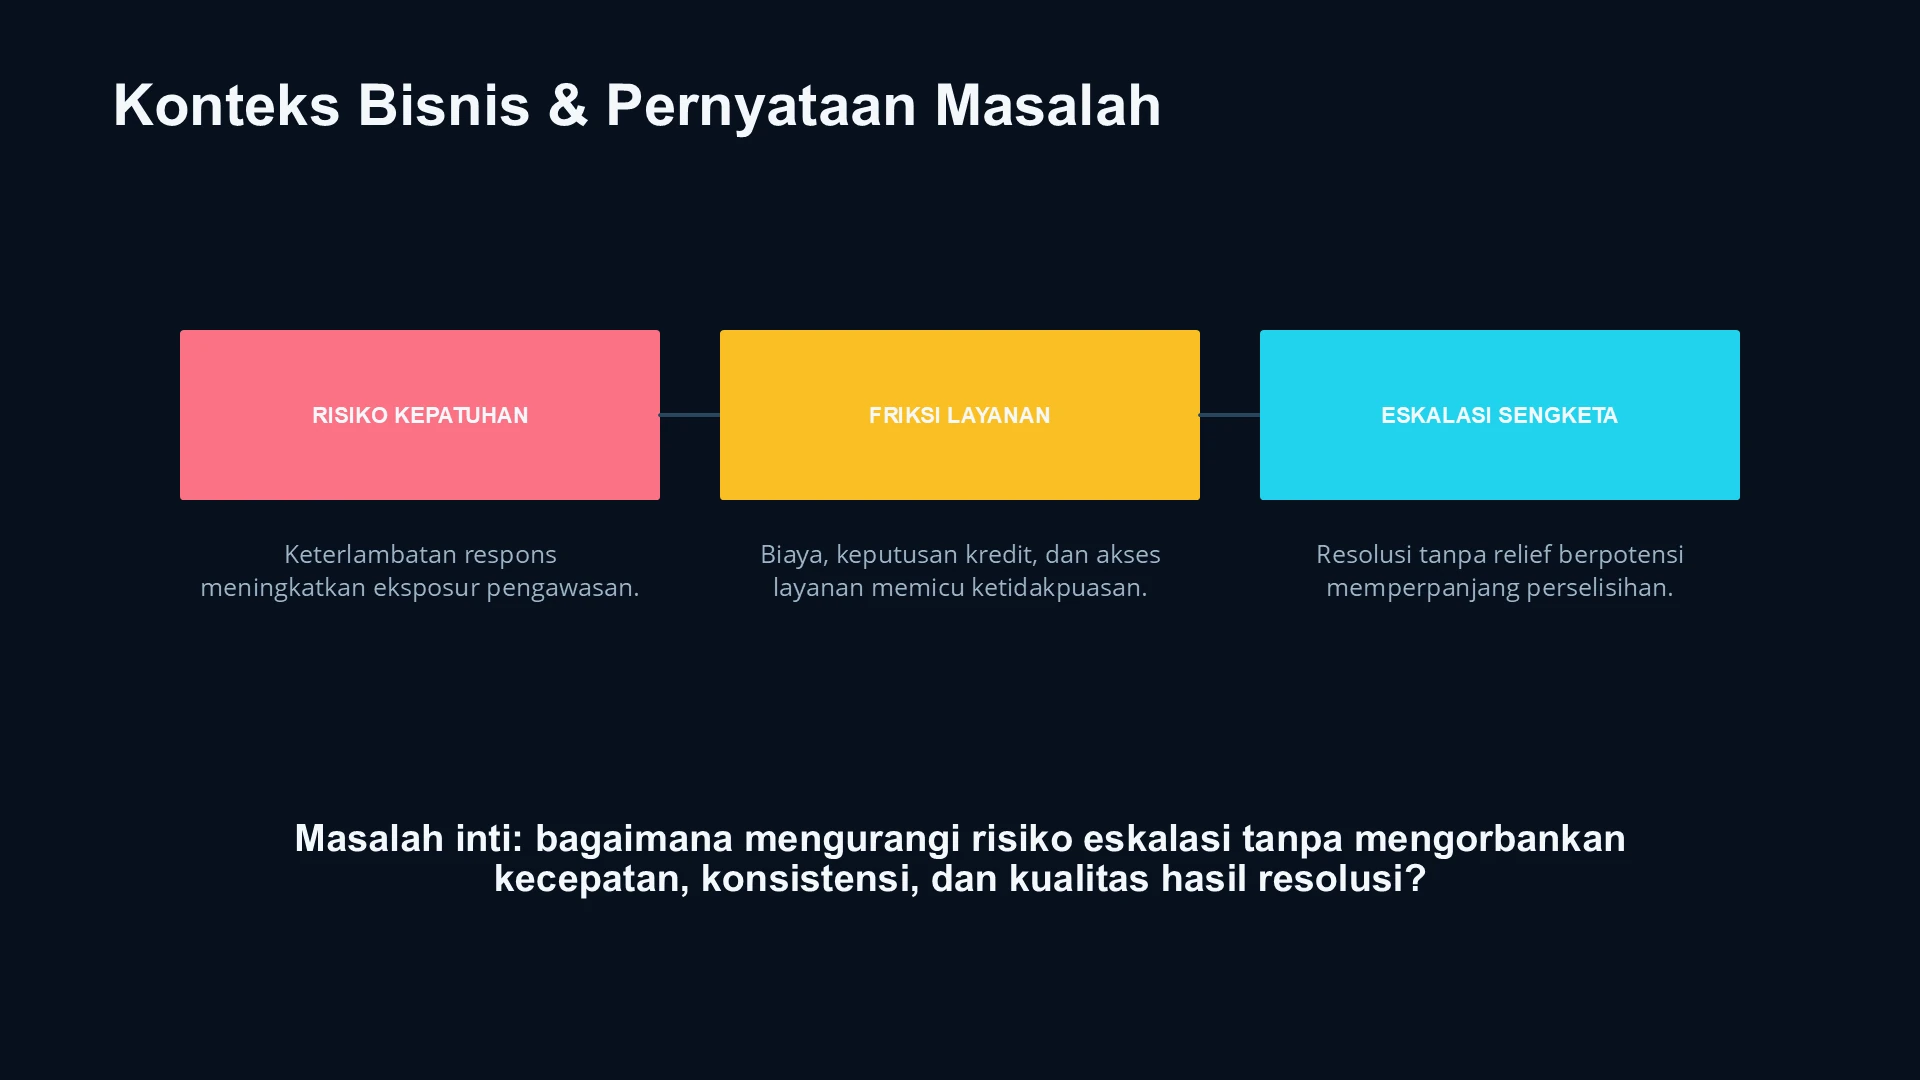 Konteks Bisnis & Pernyataan Masalah
RISIKO KEPATUHAN
Keterlambatan respons
meningkatkan eksposur pengawasan.
FRIKSI LAYANAN
Biaya, keputusan kredit, dan akses
layanan memicu ketidakpuasan.
ESKALASI SENGKETA
Resolusi tanpa relief berpotensi
memperpanjang perselisihan.
Masalah inti: bagaimana mengurangi risiko eskalasi tanpa mengorbankan
kecepatan, konsistensi, dan kualitas hasil resolusi?